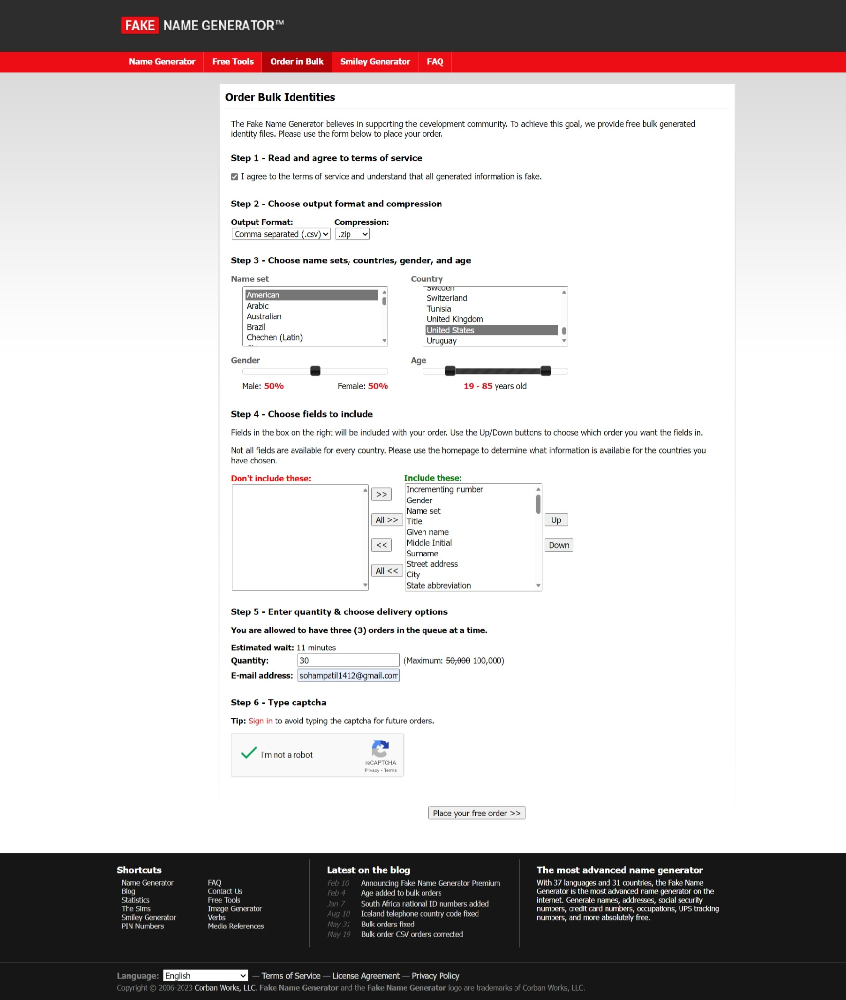 FAKE NAME GENERATOR™
Name Generator
Free Tools
Order in Bulk
Smiley Generator
FAQ
Order Bulk Identities
The Fake Name Generator believes in supporting the development community. To achieve this goal, we provide free bulk generated
identity files. Please use the form below to place your order.
Step 1 - Read and agree to terms of service
I agree to the terms of service and understand that all generated information is fake.
Step 2 - Choose output format and compression
Output Format: Compression:
Comma separated (.csv) .zip
Step 3 - Choose name sets, countries, gender, and age
Name set
American
Arabic
Australian
Brazil
Chechen (Latin)
Country
Sweden
Switzerland
Tunisia
United Kingdom
United States
Uruguay
Gender
Male: 50% Female: 50%
Age
19 - 85 years old
Step 4 - Choose fields to include
Fields in the box on the right will be included with your order. Use the Up/Down buttons to choose which order you want the fields in.
Not all fields are available for every country. Please use the homepage to determine what information is available for the countries you
have chosen.
Don't include these:
>>
All >>
<<
All <<
Include these:
Incrementing number
Gender
Name set
Title
Given name
Middle Initial
Surname
Street address
City
State abbreviation
Up
Down
Step 5 - Enter quantity & choose delivery options
You are allowed to have three (3) orders in the queue at a time.
Estimated wait: 11 minutes
Quantity: 30 (Maximum: 50,000 100,000)
E-mail address: sohampatil1412@gmail.com
Step 6 - Type captcha
Tip: Sign in to avoid typing the captcha for future orders.
I'm not a robot
reCAPTCHA
Privacy - Terms
Place your free order >>
Shortcuts
Name Generator
Blog
Statistics
The Sims
Smiley Generator
PIN Numbers
FAQ
Contact Us
Free Tools
Image Generator
Verbs
Media References
Latest on the blog
Feb 10 Announcing Fake Name Generator Premium
Feb 4 Age added to bulk orders
Jan 7 South Africa national ID numbers added
Aug 10 Iceland telephone country code fixed
May 31 Bulk orders fixed
May 19 Bulk order CSV orders corrected
The most advanced name generator
With 37 languages and 31 countries, the Fake Name
Generator is the most advanced name generator on the
internet. Generate names, addresses, social security
numbers, credit card numbers, occupations, UPS tracking
numbers, and more absolutely free.
Language: English — Terms of Service — License Agreement — Privacy Policy
Copyright © 2006-2023 Corban Works, LLC. Fake Name Generator and the Fake Name Generator logo are trademarks of Corban Works, LLC.